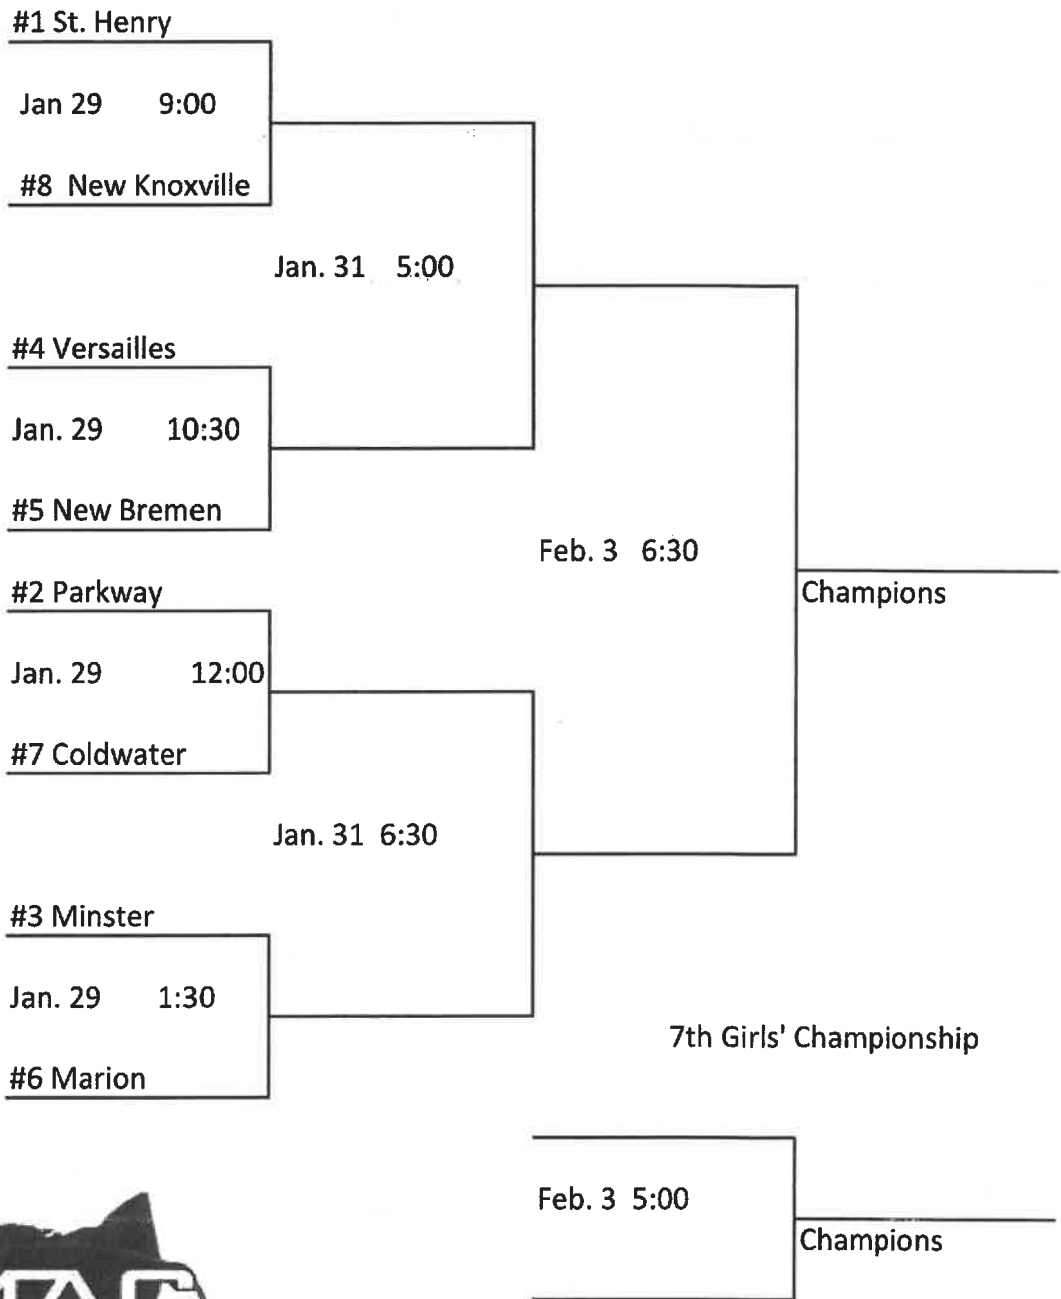 #1 St. Henry
Jan 29 9:00
#8 New Knoxville
Jan. 31 5:00
#4 Versailles
Jan. 29 10:30
#5 New Bremen
Feb. 3 6:30
#2 Parkway
Champions
Jan. 29 12:00
#7 Coldwater
Jan. 31 6:30
#3 Minster
Jan. 29 1:30
7th Girls' Championship
#6 Marion
Feb. 3 5:00
Champions